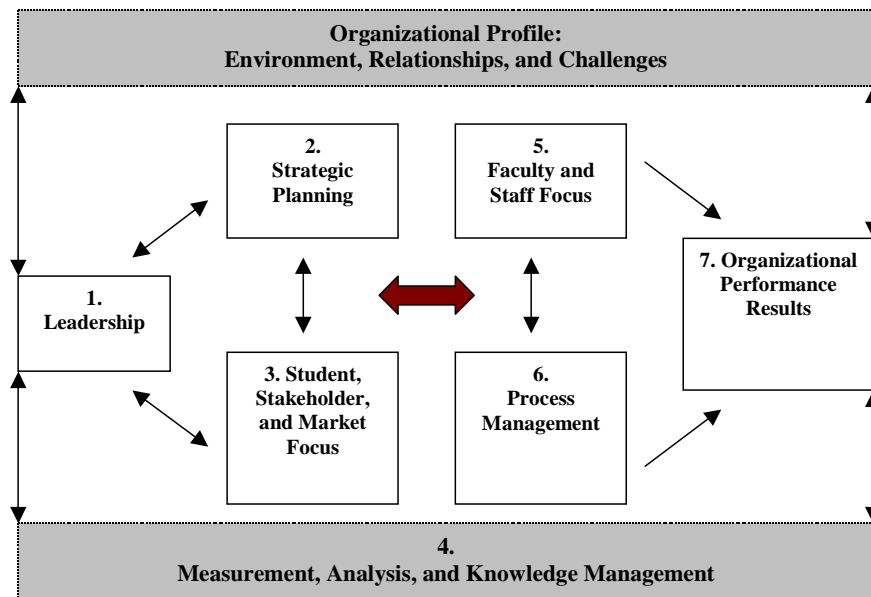 Organizational Profile:
Environment, Relationships, and Challenges
2.
Strategic
Planning
5.
Faculty and
Staff Focus
1.
Leadership
7. Organizational
Performance
Results
3. Student,
Stakeholder,
and Market
Focus
6.
Process
Management
4.
Measurement, Analysis, and Knowledge Management